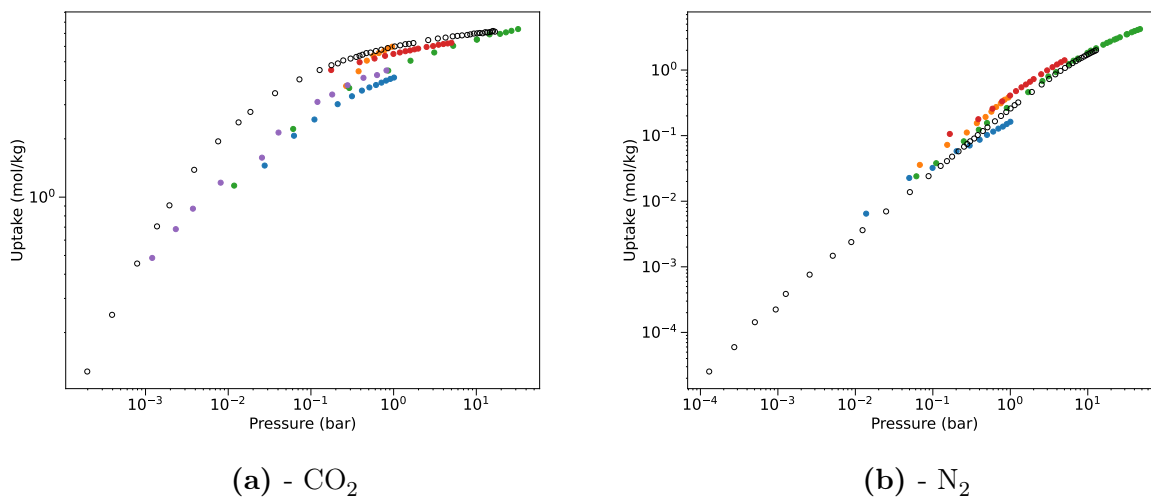 Uptake (mol/kg)
10⁰
10⁻³ 10⁻² 10⁻¹ 10⁰ 10¹
Pressure (bar)
(a) - CO₂
Uptake (mol/kg)
10⁰
10⁻¹
10⁻²
10⁻³
10⁻⁴
10⁻⁴ 10⁻³ 10⁻² 10⁻¹ 10⁰ 10¹
Pressure (bar)
(b) - N₂